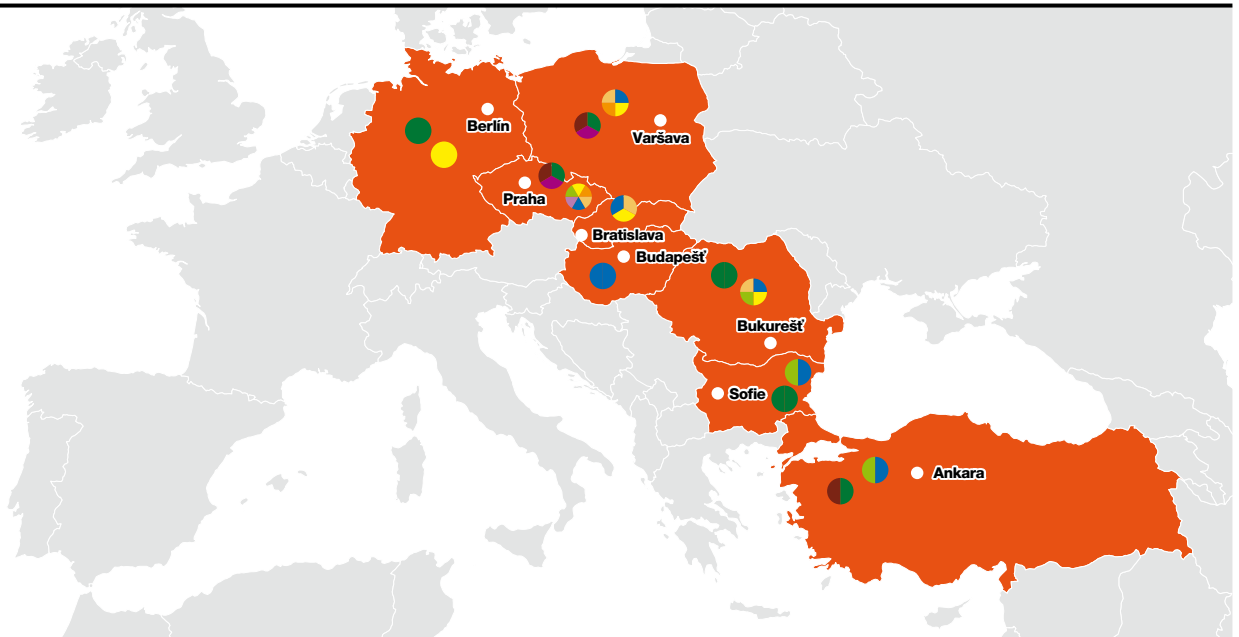 Berlín
Varšava
Praha
Bratislava
Budapešť
Bukurešť
Sofie
Ankara